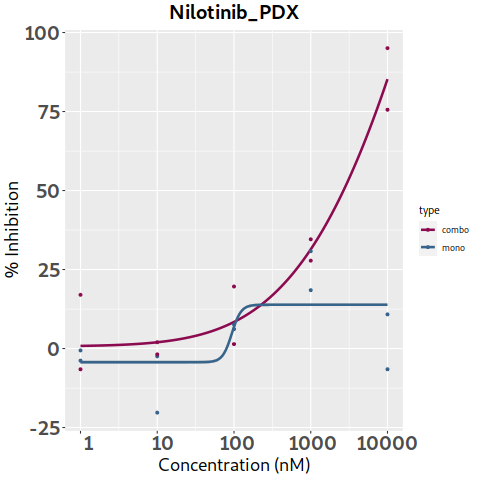 Nilotinib_PDX
100
75
50
25
0
-25
% Inhibition
1 10 100 1000 10000
Concentration (nM)
type
combo
mono